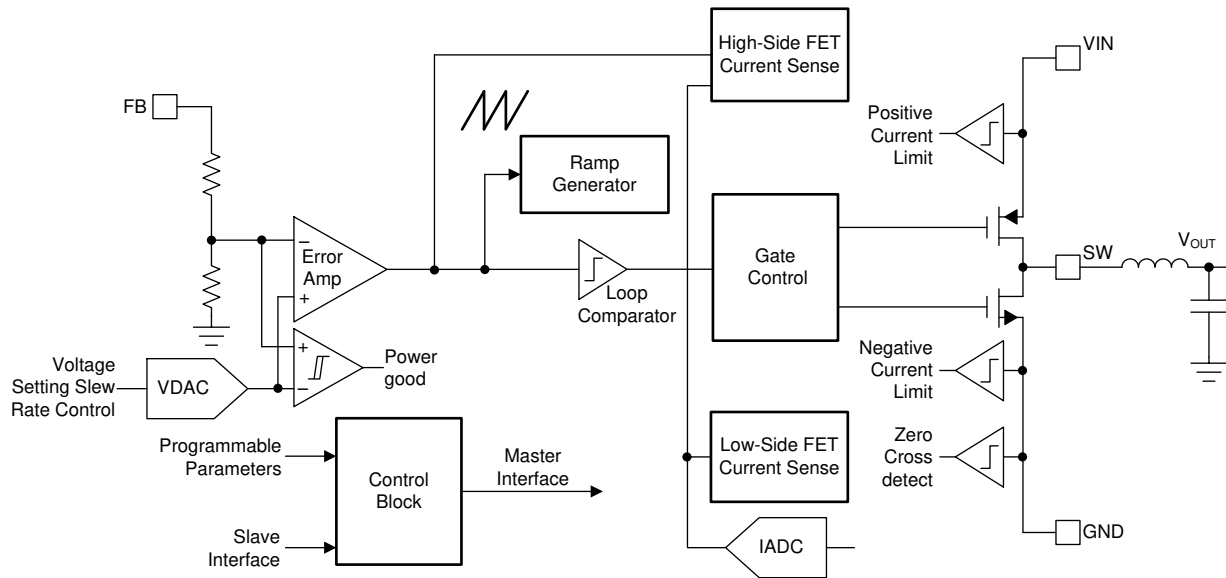 High-Side FET
Current Sense
VIN
FB
Positive
Current
Limit
Ramp
Generator
−
Error
Amp
+
Loop
Comparator
Gate
Control
SW
VOUT
+
−
Power
good
Voltage
Setting Slew
Rate Control
VDAC
Negative
Current
Limit
Programmable
Parameters
Control
Block
Master
Interface
Low-Side FET
Current Sense
Zero
Cross
detect
Slave
Interface
IADC
GND